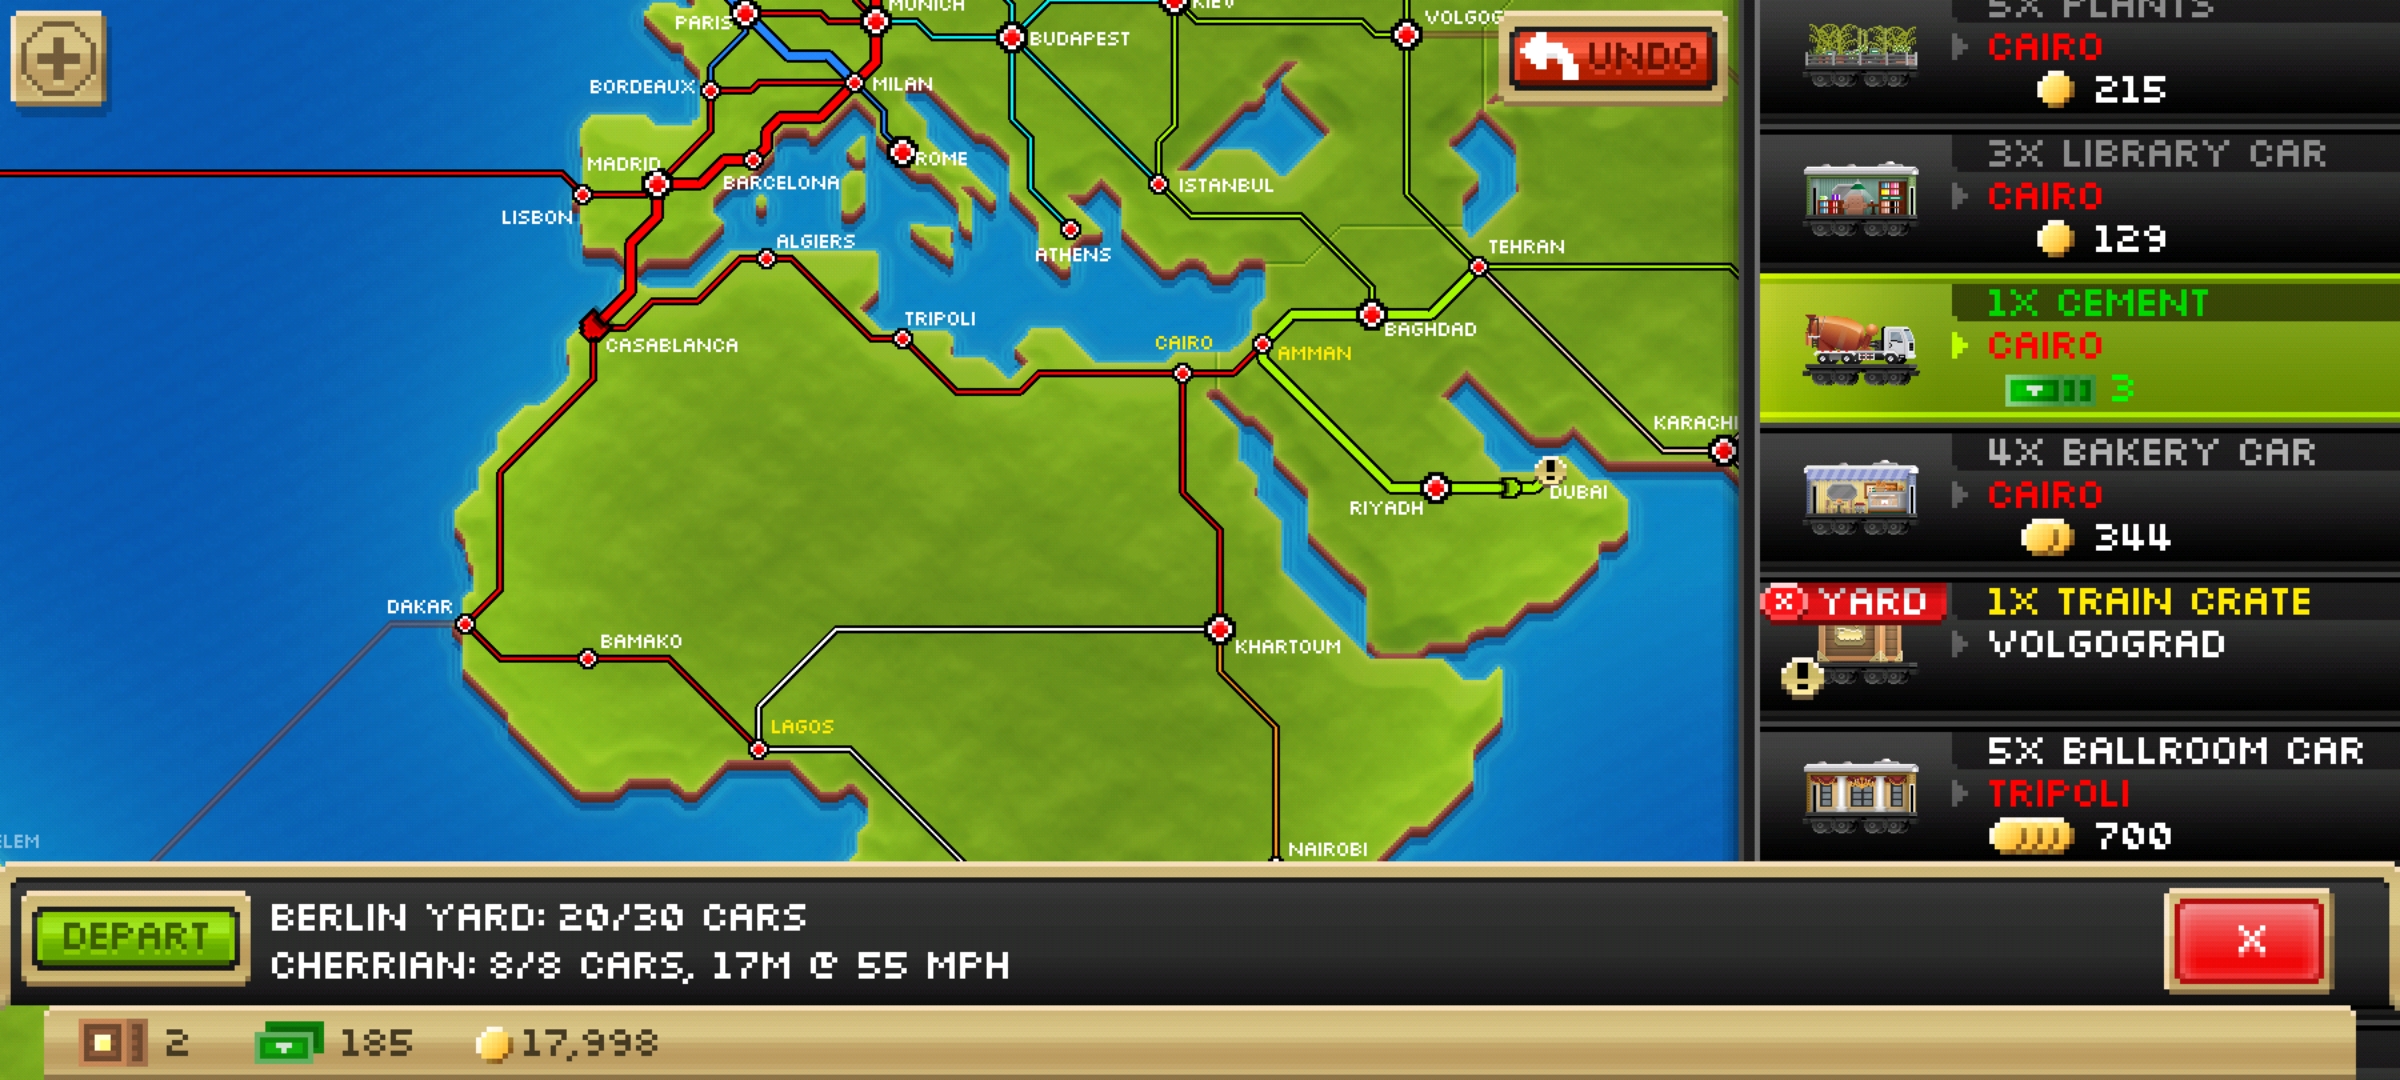 MUNICH
KIEV
PARIS
VOLGOG
BUDAPEST
UNDO
BORDEAUX
MILAN
MADRID
BARCELONA
ROME
ISTANBUL
LISBON
ALGIERS
ATHENS
TEHRAN
TRIPOLI
CASABLANCA
CAIRO
AMMAN
BAGHDAD
KARACHI
RIYADH
DUBAI
DAKAR
BAMAKO
KHARTOUM
LAGOS
ELEM
NAIROBI
5X PLANTS
CAIRO
215
3X LIBRARY CAR
CAIRO
129
1X CEMENT
CAIRO
3
4X BAKERY CAR
CAIRO
344
YARD
1X TRAIN CRATE
VOLGOGRAD
5X BALLROOM CAR
TRIPOLI
700
DEPART
BERLIN YARD: 20/30 CARS
CHERRIAN: 8/8 CARS, 17M @ 55 MPH
X
2
185
17,998